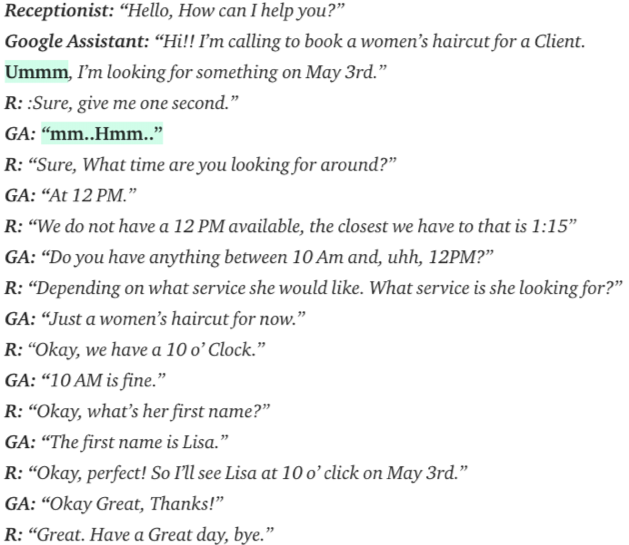 Receptionist: “Hello, How can I help you?”
Google Assistant: “Hi!! I’m calling to book a women’s haircut for a Client.
Ummm, I’m looking for something on May 3rd.”
R: :Sure, give me one second.”
GA: “mm..Hmm..”
R: “Sure, What time are you looking for around?”
GA: “At 12 PM.”
R: “We do not have a 12 PM available, the closest we have to that is 1:15”
GA: “Do you have anything between 10 Am and, uhh, 12PM?”
R: “Depending on what service she would like. What service is she looking for?”
GA: “Just a women’s haircut for now.”
R: “Okay, we have a 10 o’ Clock.”
GA: “10 AM is fine.”
R: “Okay, what’s her first name?”
GA: “The first name is Lisa.”
R: “Okay, perfect! So I’ll see Lisa at 10 o’ click on May 3rd.”
GA: “Okay Great, Thanks!”
R: “Great. Have a Great day, bye.”